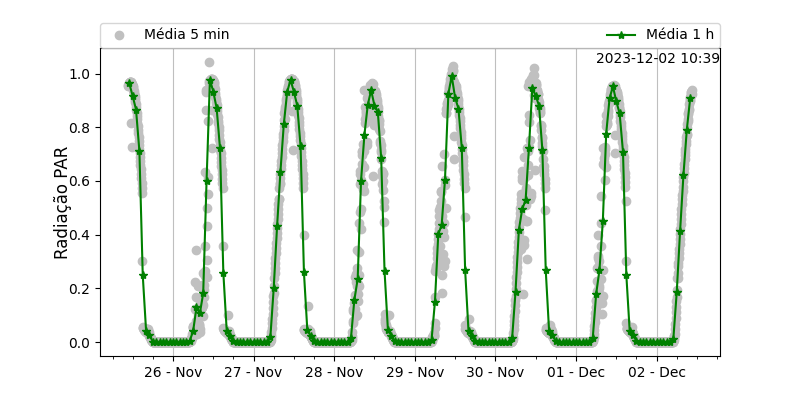 Média 5 min
Média 1 h
2023-12-02 10:39
Radiação PAR
1.0
0.8
0.6
0.4
0.2
0.0
26 - Nov
27 - Nov
28 - Nov
29 - Nov
30 - Nov
01 - Dec
02 - Dec